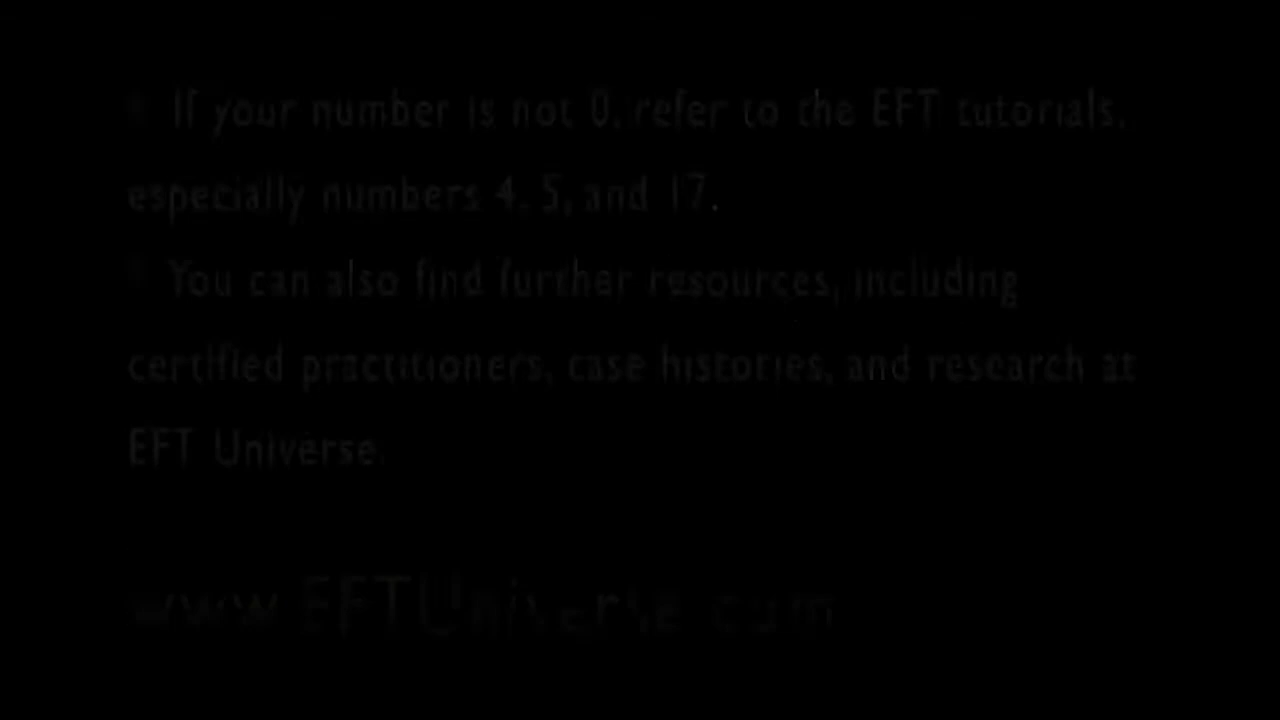 If your number is not 0, refer to the EFT tutorials,
especially numbers 4, 5, and 17.
You can also find further resources, including
certified practitioners, case histories, and research at
EFT Universe.
www.EFTUniverse.com